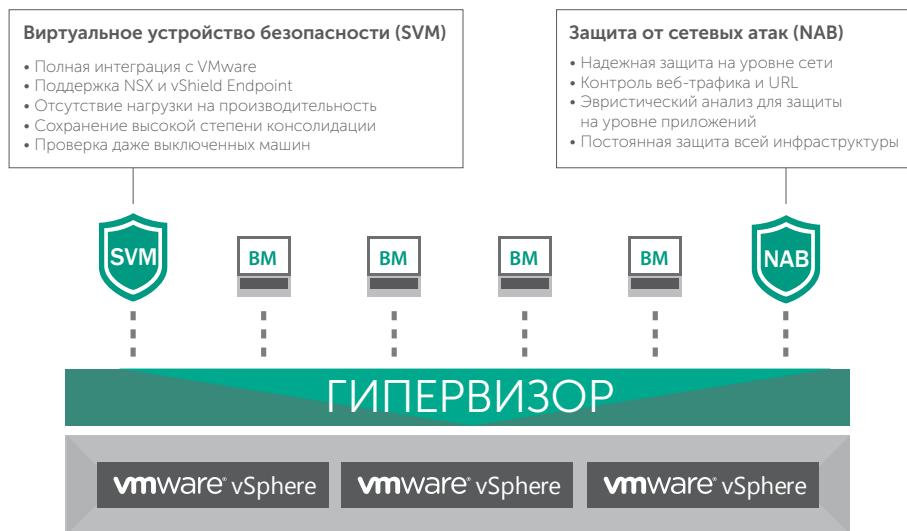 Виртуальное устройство безопасности (SVM)
• Полная интеграция с VMware
• Поддержка NSX и vShield Endpoint
• Отсутствие нагрузки на производительность
• Сохранение высокой степени консолидации
• Проверка даже выключенных машин
Защита от сетевых атак (NAB)
• Надежная защита на уровне сети
• Контроль веб-трафика и URL
• Эвристический анализ для защиты
на уровне приложений
• Постоянная защита всей инфраструктуры
SVM
ВМ
ВМ
ВМ
ВМ
NAB
ГИПЕРВИЗОР
vmware® vSphere
vmware® vSphere
vmware® vSphere